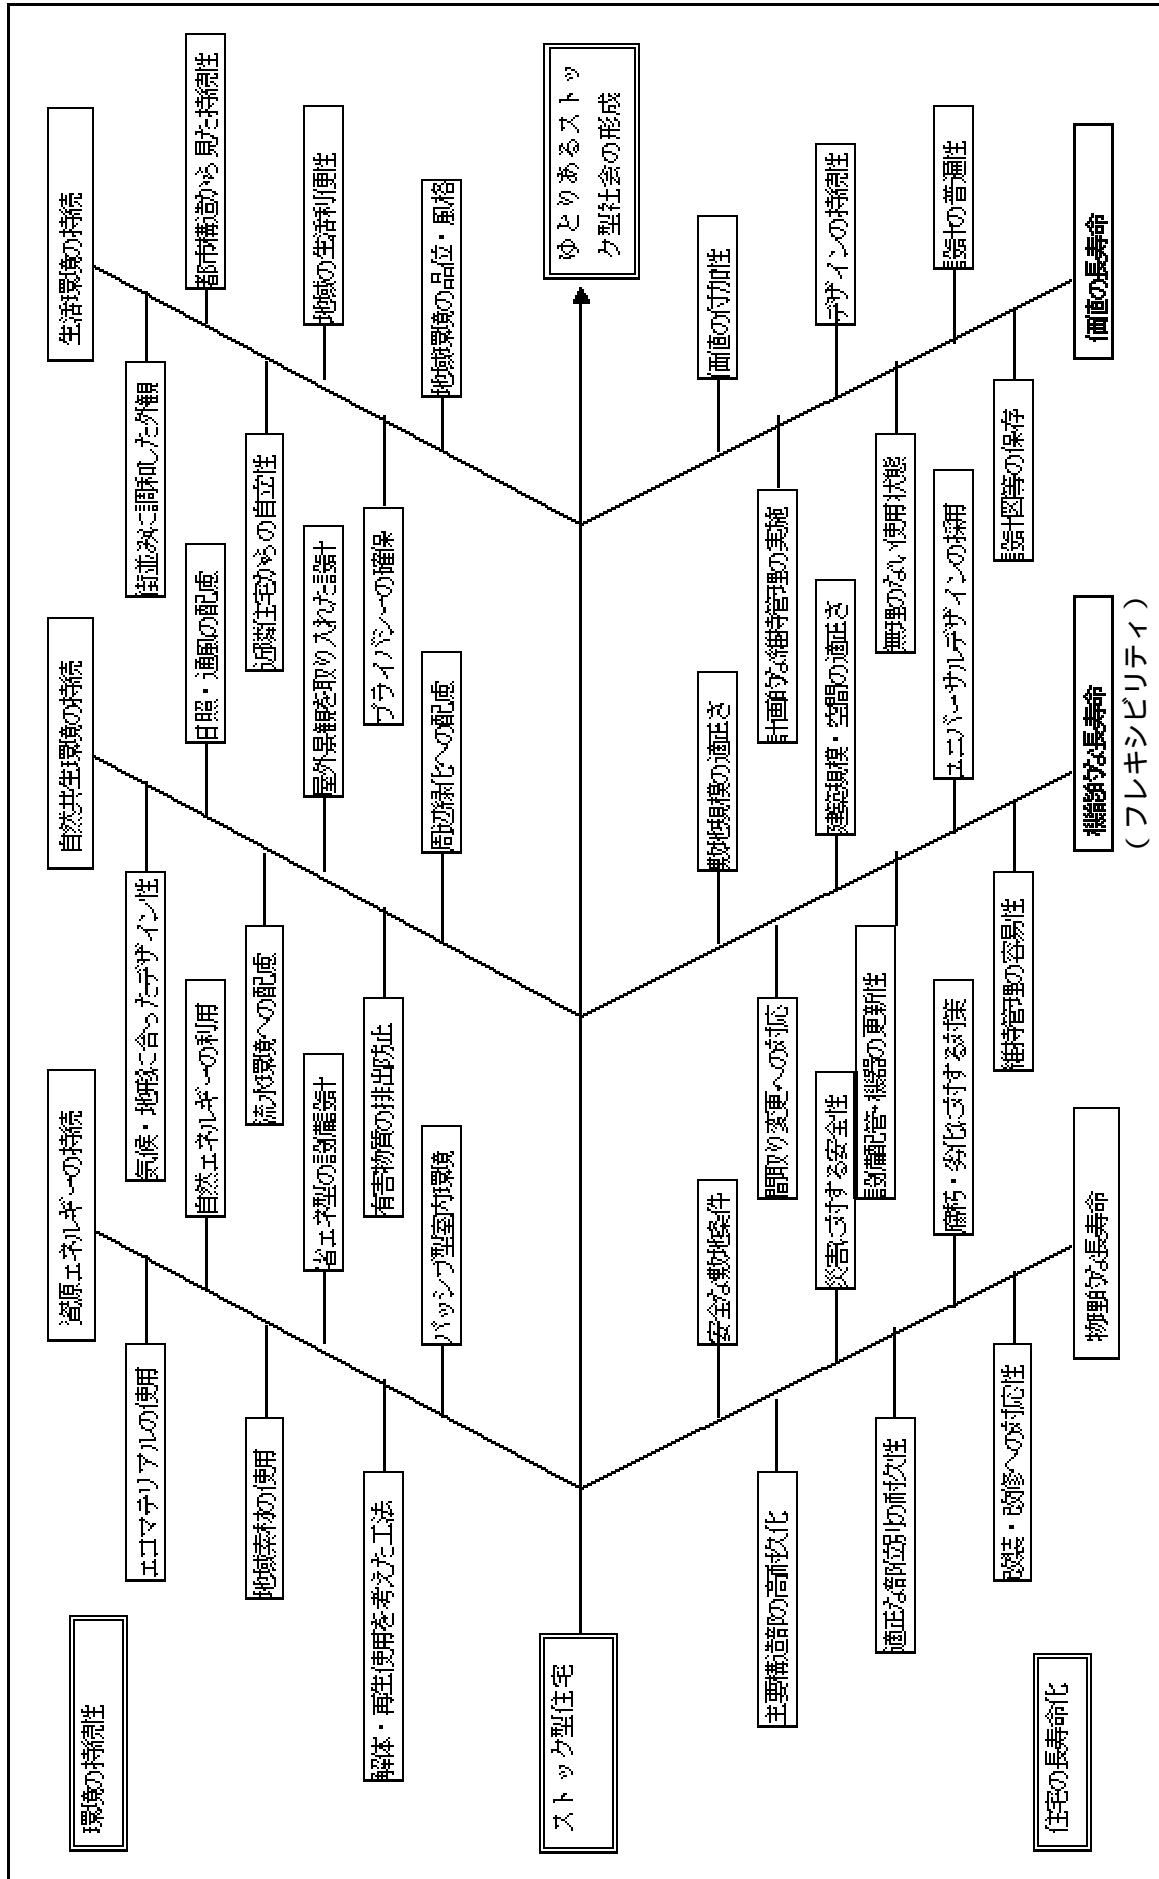 環境の持続性
資源エネルギーの持続
エコマテリアルの使用
自然エネルギーの利用
地域素材の使用
省エネ型の設備設計
解体・再生使用を考えた工法
パッシブ型室内環境
自然共生環境の持続
気候・地域に合ったデザイン性
日照・通風の配慮
流水環境への配慮
屋外景観を取り入れた設計
有害物質の排出防止
周辺緑化への配慮
生活環境の持続
街並みに調和した外観
都市構造から見た持続性
近隣住宅からの自立性
地域の生活利便性
プライバシーの確保
地域環境の品位・風格
ストック型住宅
ゆとりあるストッ
ク型社会の形成
安全な敷地条件
主要構造部の高耐久化
災害に対する安全性
適正な部位別の耐久性
腐朽・劣化に対する対策
改装・改修への対応性
物理的な長寿命
敷地規模の適正さ
間取り変更への対応
建築規模・空間の適正さ
設備配管・機器の更新性
ユニバーサルデザインの採用
維持管理の容易性
機能的な長寿命
（フレキシビリティ）
価値の付加性
計画的な維持管理の実施
デザインの持続性
無理のない使用状態
設計の普遍性
設計図等の保存
価値の長寿命
住宅の長寿命化